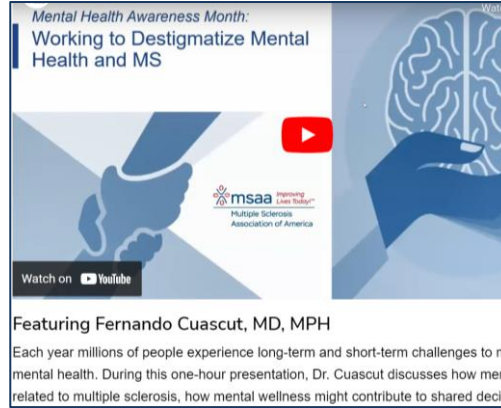 Mental Health Awareness Month:
Working to Destigmatize Mental
Health and MS
msaa Improving Lives Today!™
Multiple Sclerosis
Association of America
Watch on YouTube
Featuring Fernando Cuascut, MD, MPH
Each year millions of people experience long-term and short-term challenges to
mental health. During this one-hour presentation, Dr. Cuascut discusses how
related to multiple sclerosis, how mental wellness might contribute to shared